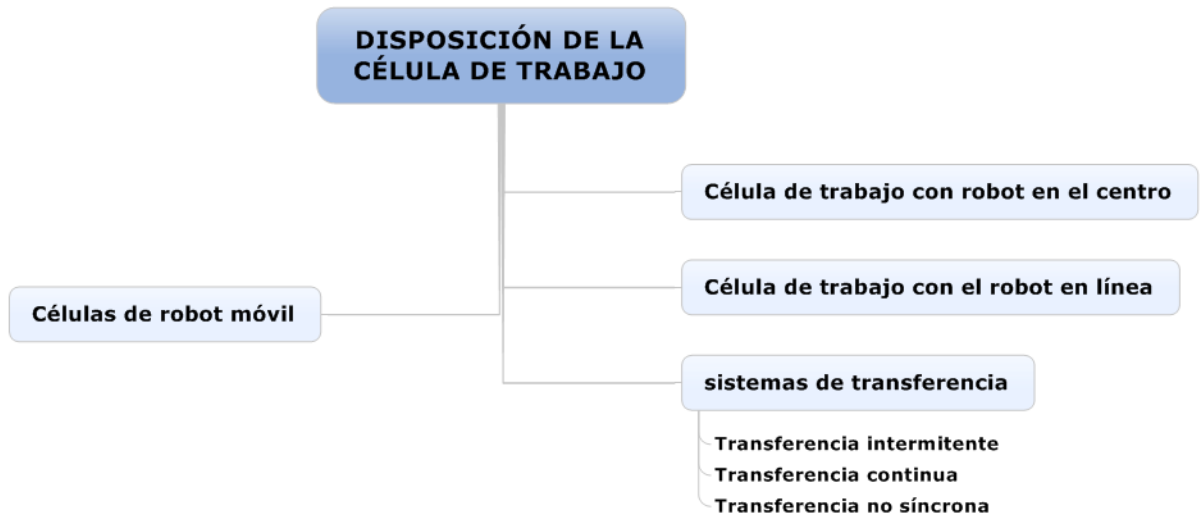 DISPOSICIÓN DE LA
CÉLULA DE TRABAJO
Célula de trabajo con robot en el centro
Célula de trabajo con el robot en línea
Células de robot móvil
sistemas de transferencia
Transferencia intermitente
Transferencia continua
Transferencia no síncrona